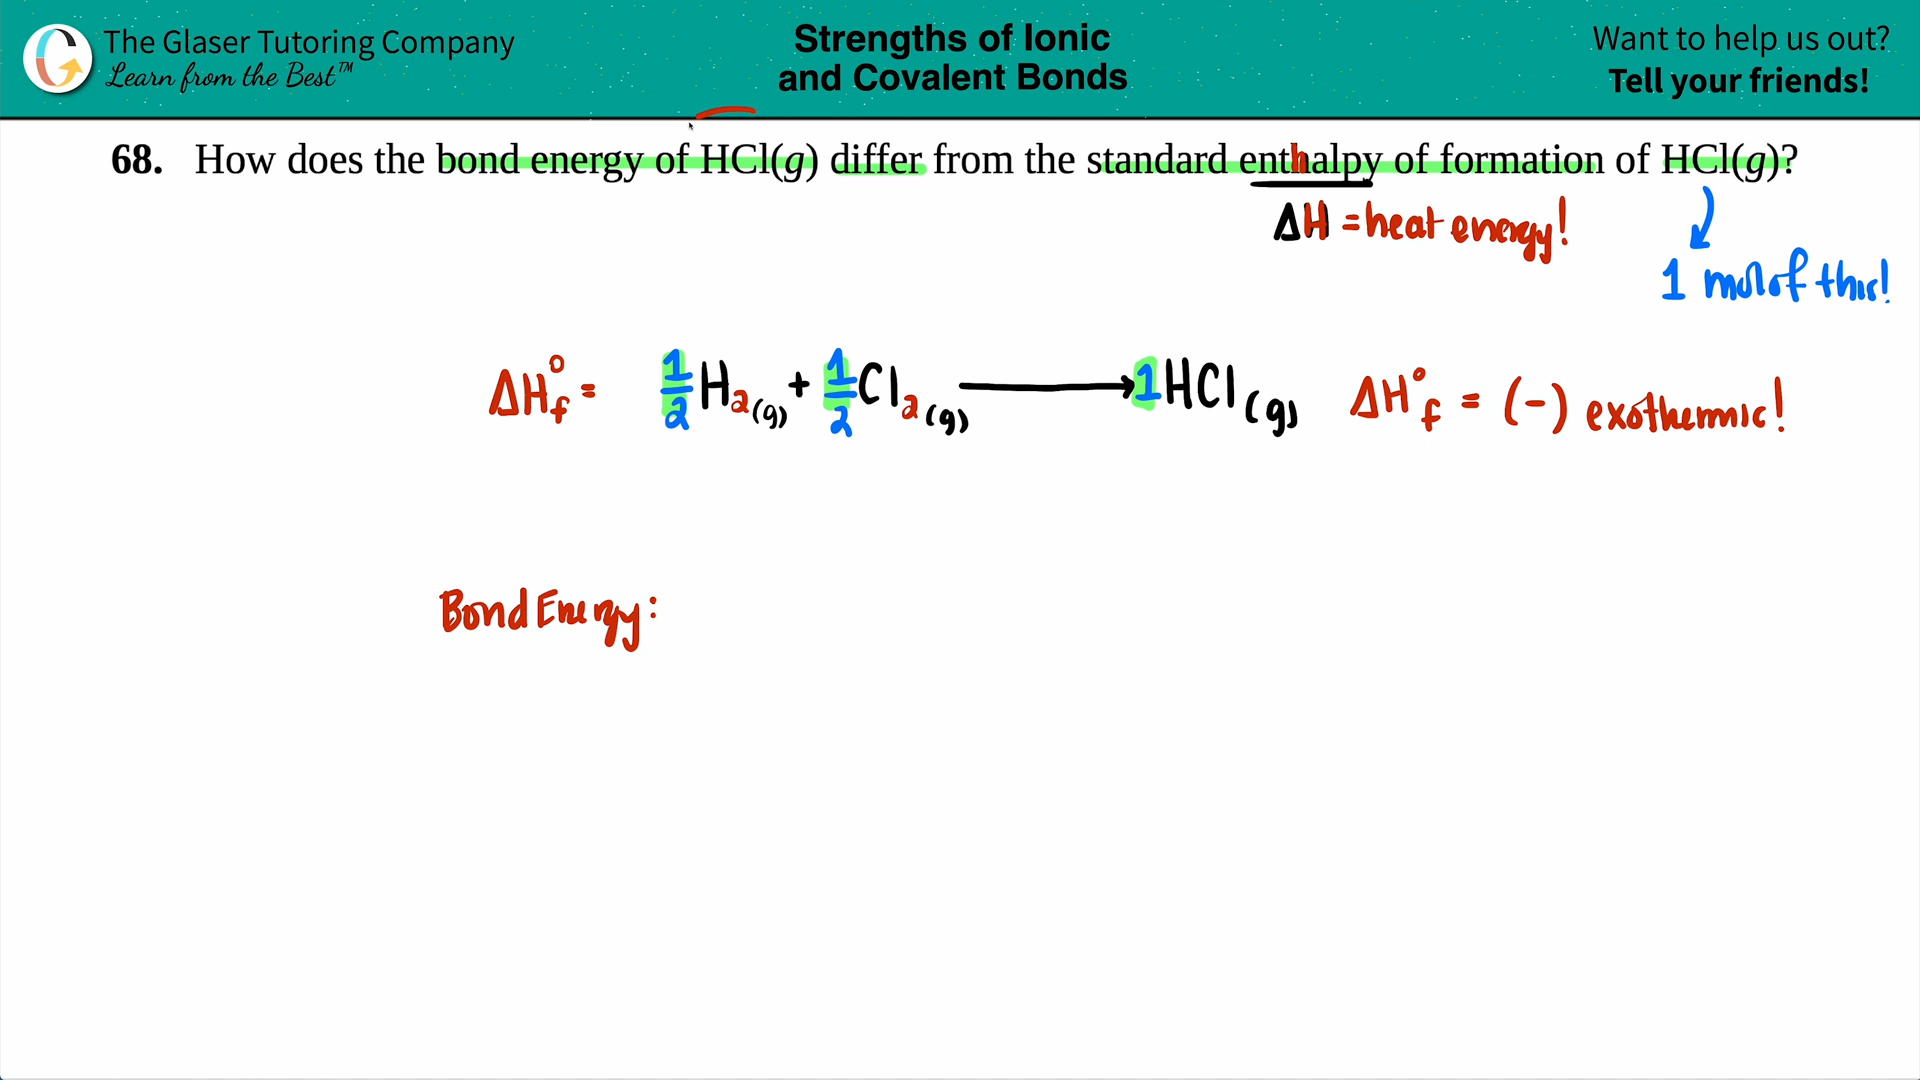 The Glaser Tutoring Company
Learn from the Best™
Strengths of Ionic
and Covalent Bonds
Want to help us out?
Tell your friends!
68. How does the bond energy of HCl(g) differ from the standard enthalpy of formation of HCl(g)?
ΔH = heat energy!
1 mol of this!
ΔH°f = 1/2 H2(g) + 1/2 Cl2(g) → 1HCl(g) ΔH°f = (-) exothermic!
Bond Energy: